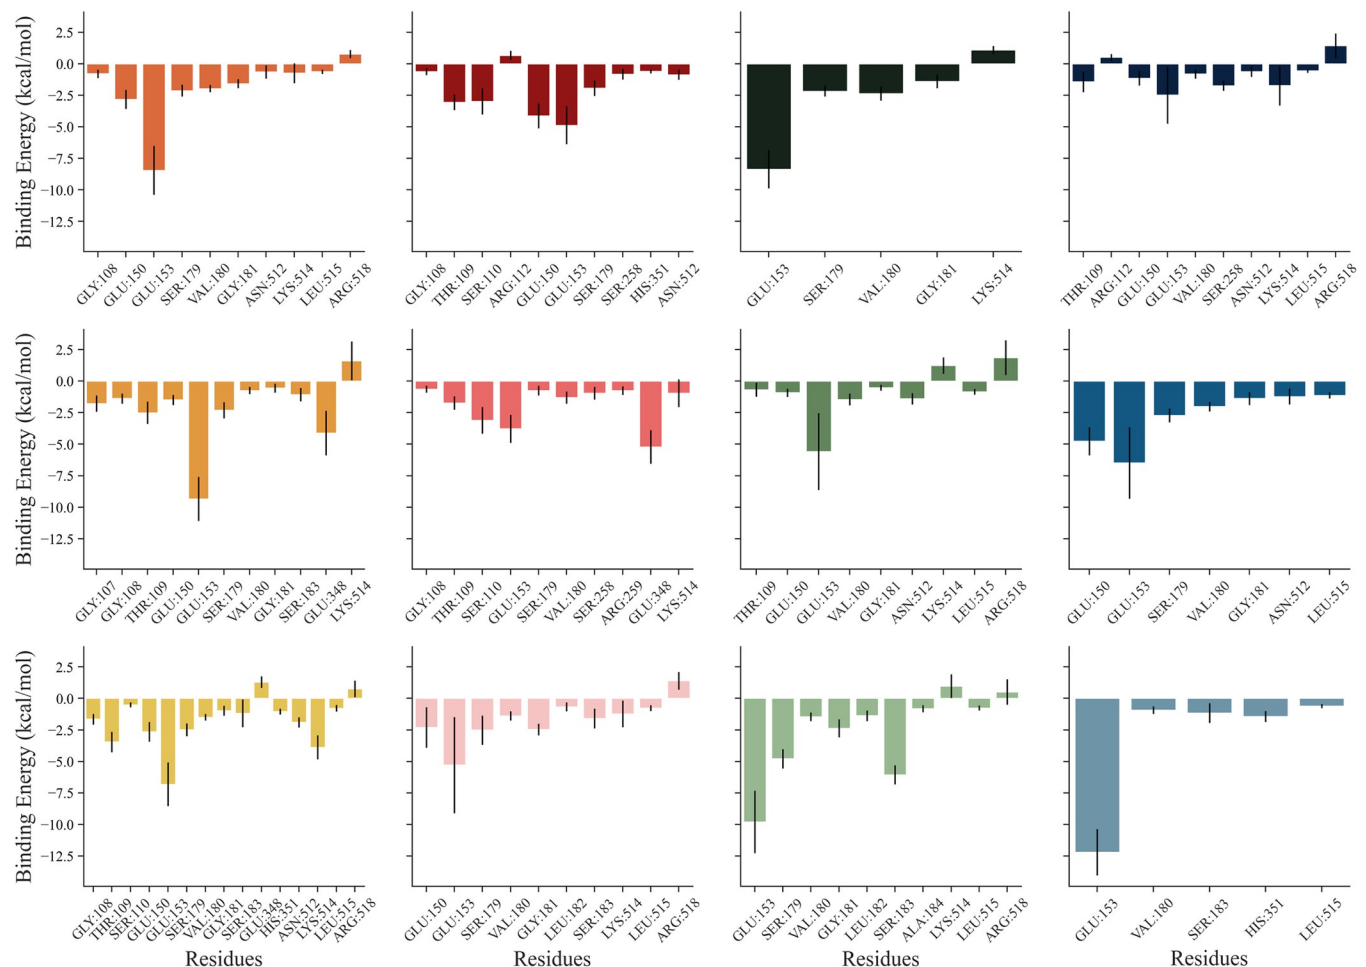 Binding Energy (kcal/mol)
2.5
0.0
−2.5
−5.0
−7.5
−10.0
−12.5
GLY:108 GLU:150 GLU:153 SER:179 VAL:180 GLY:181 ASN:512 LYS:514 LEU:515 ARG:518
GLY:108 THR:109 SER:110 ARG:112 GLU:150 GLU:153 SER:179 SER:258 HIS:351 ASN:512
GLU:153 SER:179 VAL:180 GLY:181 LYS:514
THR:109 ARG:112 GLU:150 GLU:153 VAL:180 SER:258 ASN:512 LYS:514 LEU:515 ARG:518
Binding Energy (kcal/mol)
2.5
0.0
−2.5
−5.0
−7.5
−10.0
−12.5
GLY:107 GLY:108 THR:109 GLU:150 GLU:153 SER:179 VAL:180 GLY:181 SER:183 GLU:348 LYS:514
GLY:108 THR:109 SER:110 GLU:153 SER:179 VAL:180 SER:258 ARG:259 GLU:348 LYS:514
THR:109 GLU:150 GLU:153 VAL:180 GLY:181 ASN:512 LYS:514 LEU:515 ARG:518
GLU:150 GLU:153 SER:179 VAL:180 GLY:181 ASN:512 LEU:515
Binding Energy (kcal/mol)
2.5
0.0
−2.5
−5.0
−7.5
−10.0
−12.5
GLY:108 THR:109 SER:110 GLU:150 GLU:153 SER:179 VAL:180 GLY:181 SER:183 GLU:348 HIS:351 ASN:512 LYS:514 LEU:515 ARG:518
GLU:150 GLU:153 SER:179 VAL:180 GLY:181 LEU:182 SER:183 LYS:514 LEU:515 ARG:518
GLU:153 SER:179 VAL:180 GLY:181 LEU:182 SER:183 ALA:184 LYS:514 LEU:515 ARG:518
GLU:153 VAL:180 SER:183 HIS:351 LEU:515
Residues
Residues
Residues
Residues